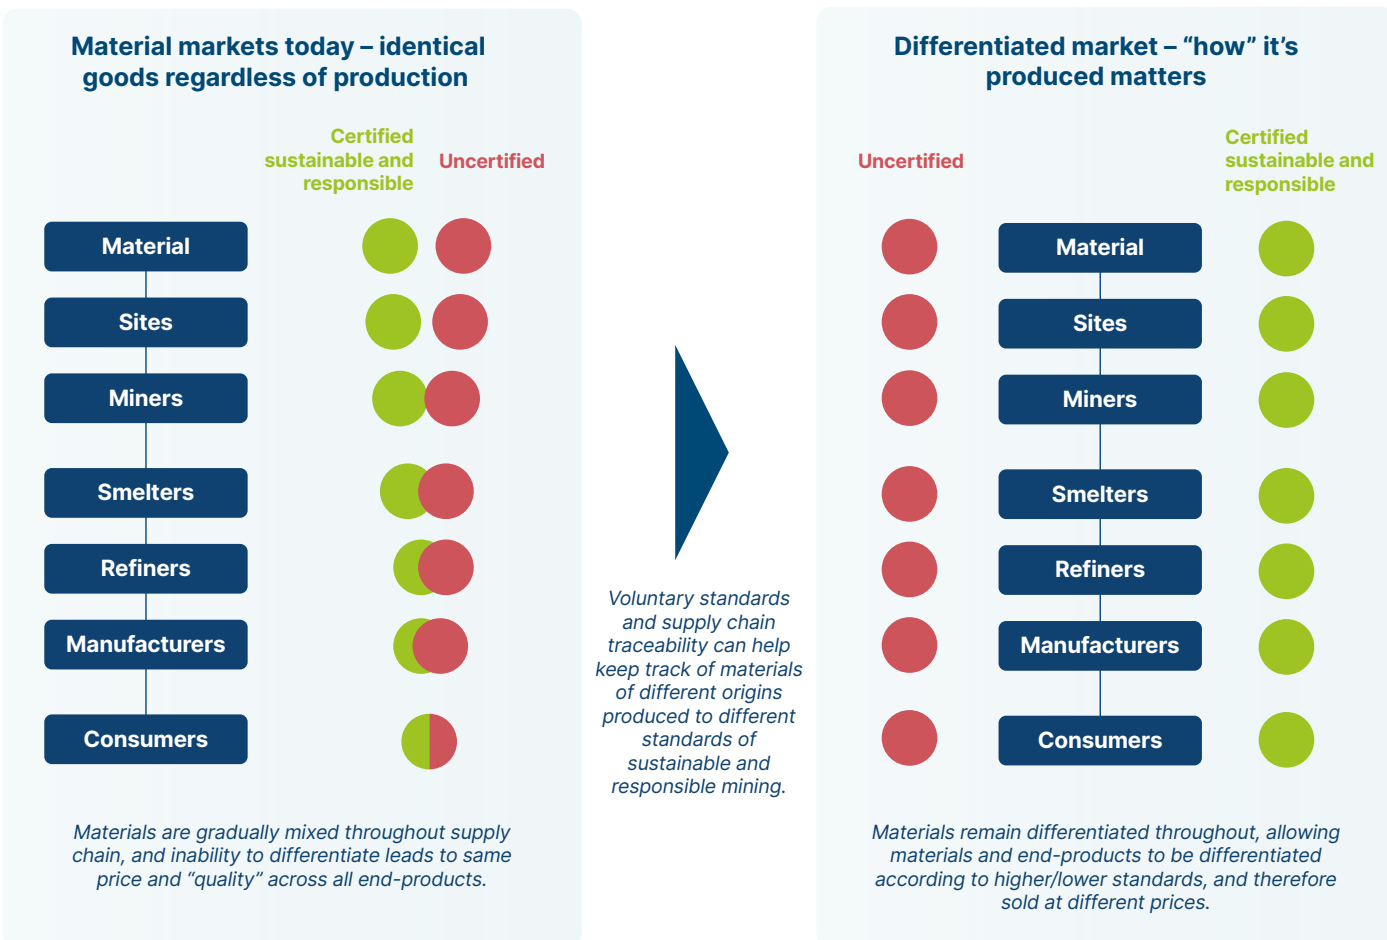 Material markets today – identical
goods regardless of production
Certified
sustainable and
responsible
Uncertified
Material
Sites
Miners
Smelters
Refiners
Manufacturers
Consumers
Materials are gradually mixed throughout supply
chain, and inability to differentiate leads to same
price and “quality” across all end-products.
Voluntary standards
and supply chain
traceability can help
keep track of materials
of different origins
produced to different
standards of
sustainable and
responsible mining.
Differentiated market – “how” it’s
produced matters
Uncertified
Certified
sustainable and
responsible
Material
Sites
Miners
Smelters
Refiners
Manufacturers
Consumers
Materials remain differentiated throughout, allowing
materials and end-products to be differentiated
according to higher/lower standards, and therefore
sold at different prices.